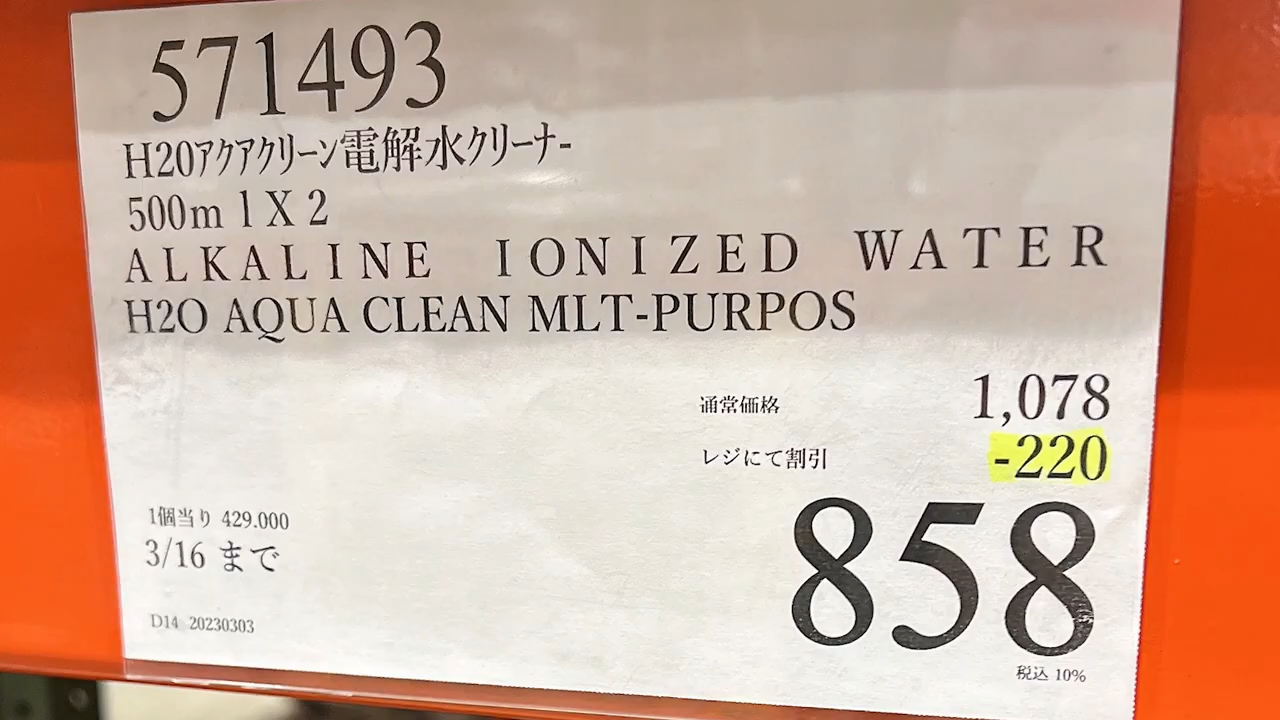 571493
H20アクアクリーン電解水クリーナー
500m l X 2
ALKALINE IONIZED WATER
H2O AQUA CLEAN MLT-PURPOS
通常価格 1,078
レジにて割引 -220
858
1個当り 429.000
3/16 まで
D14 20230303
税込 10%